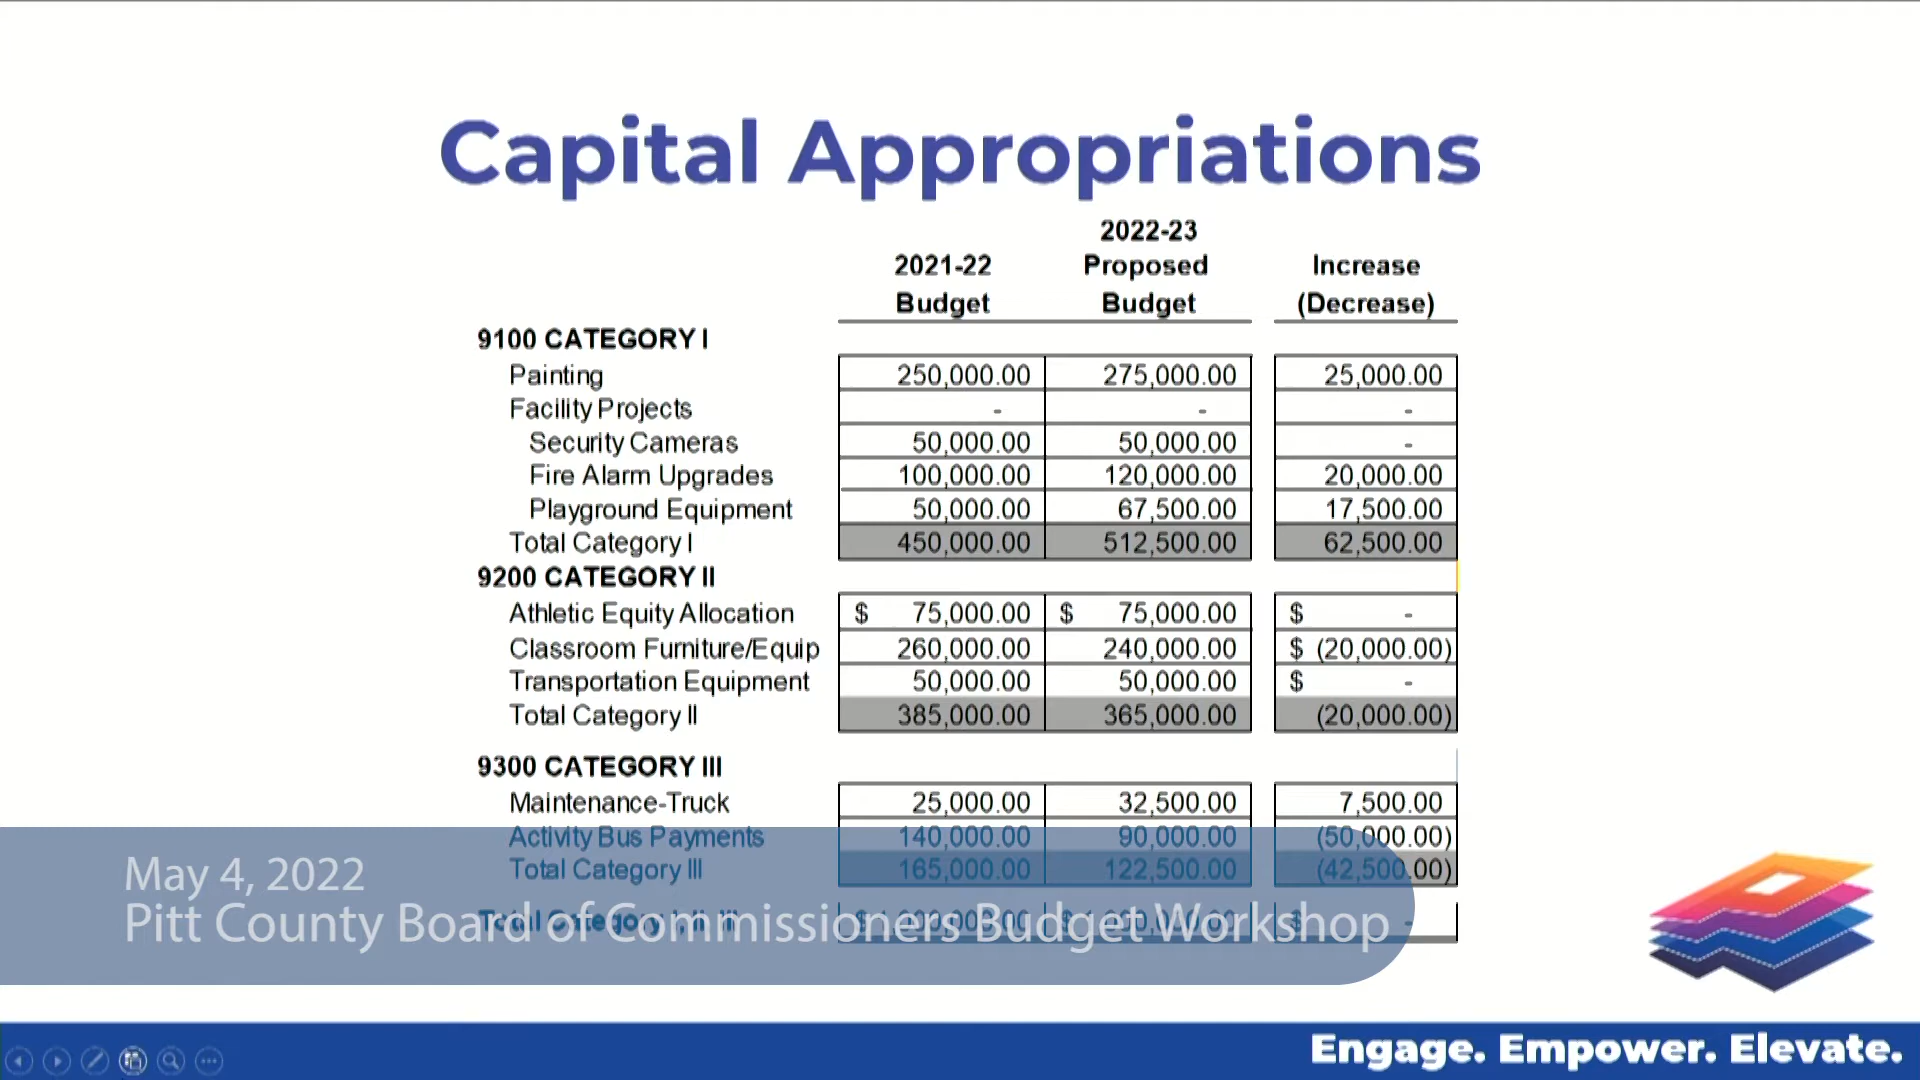 Capital Appropriations
2021-22 Budget 2022-23 Proposed Budget Increase (Decrease)
9100 CATEGORY I
Painting 250,000.00 275,000.00 25,000.00
Facility Projects - - -
Security Cameras 50,000.00 50,000.00 -
Fire Alarm Upgrades 100,000.00 120,000.00 20,000.00
Playground Equipment 50,000.00 67,500.00 17,500.00
Total Category I 450,000.00 512,500.00 62,500.00
9200 CATEGORY II
Athletic Equity Allocation $ 75,000.00 $ 75,000.00 $ -
Classroom Furniture/Equip 260,000.00 240,000.00 $ (20,000.00)
Transportation Equipment 50,000.00 50,000.00 $ -
Total Category II 385,000.00 365,000.00 (20,000.00)
9300 CATEGORY III
Maintenance-Truck 25,000.00 32,500.00 7,500.00
Activity Bus Payments 140,000.00 90,000.00 (50,000.00)
Total Category III 165,000.00 122,500.00 (42,500.00)
Total Category -
May 4, 2022
Pitt County Board of Commissioners Budget Workshop
Engage. Empower. Elevate.